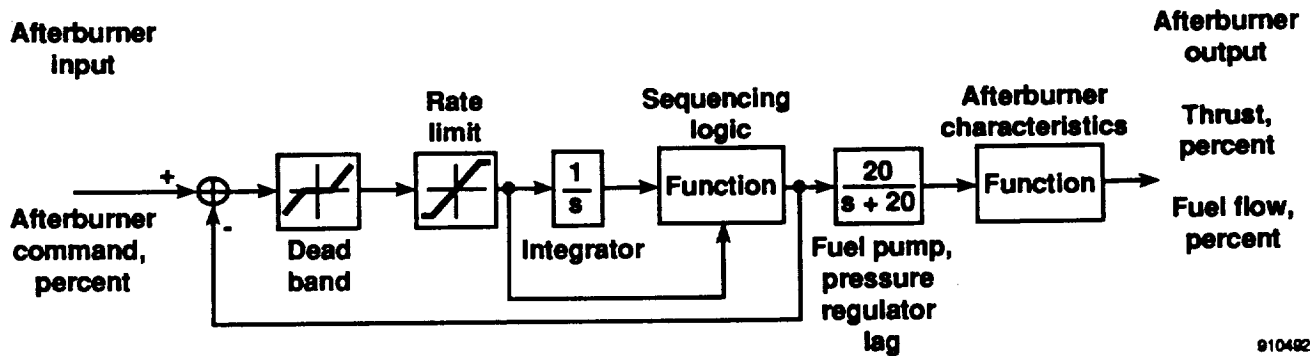 Afterburner
input
Afterburner
output
Rate
limit
Sequencing
logic
Afterburner
characteristics
Thrust,
percent
+
-
1
s
Function
20
s + 20
Function
Afterburner
command,
percent
Dead
band
Integrator
Fuel pump,
pressure
regulator
lag
Fuel flow,
percent
910492